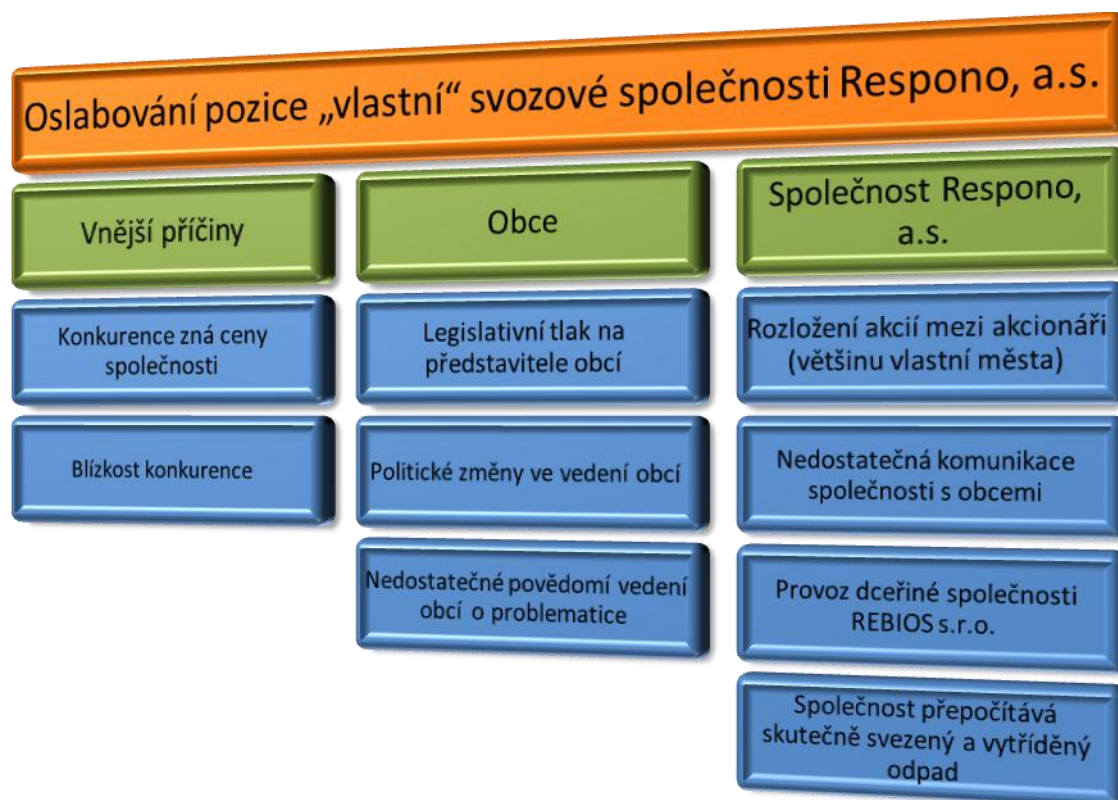 Oslabování pozice „vlastní“ svozové společnosti Respono, a.s.
Vnější příčiny
Konkurence zná ceny
společnosti
Blízkost konkurence
Obce
Legislativní tlak na
představitele obcí
Politické změny ve vedení obcí
Nedostatečné povědomí vedení
obcí o problematice
Společnost Respono,
a.s.
Rozložení akcií mezi akcionáři
(většinu vlastní města)
Nedostatečná komunikace
společnosti s obcemi
Provoz dceřiné společnosti
REBIOS s.r.o.
Společnost přepočítává
skutečně svezený a vytříděný
odpad